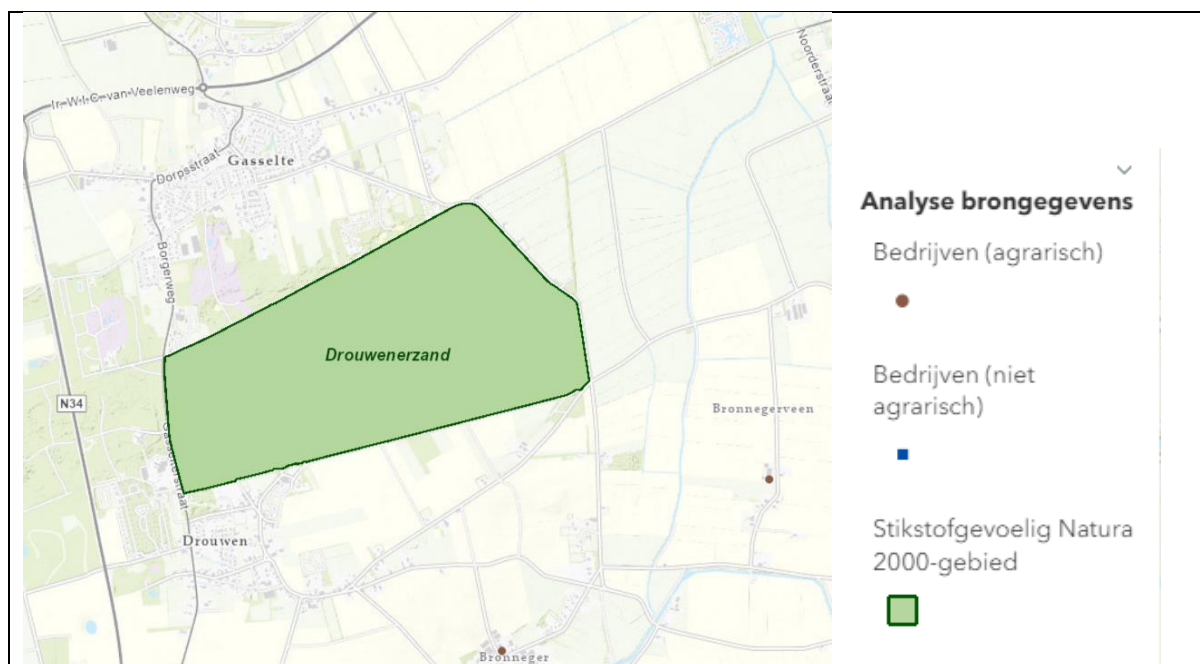 Ir.-W.I.C.-van-Veelenweg
Noorderstraat
Gasselte
Dorpsstraat
Borgerweg
Drouwenerzand
N34
Gasselterstraat
Bronnegerveen
Drouwen
Bronneger
Analyse brongegevens
Bedrijven (agrarisch)
Bedrijven (niet
agrarisch)
Stikstofgevoelig Natura
2000-gebied